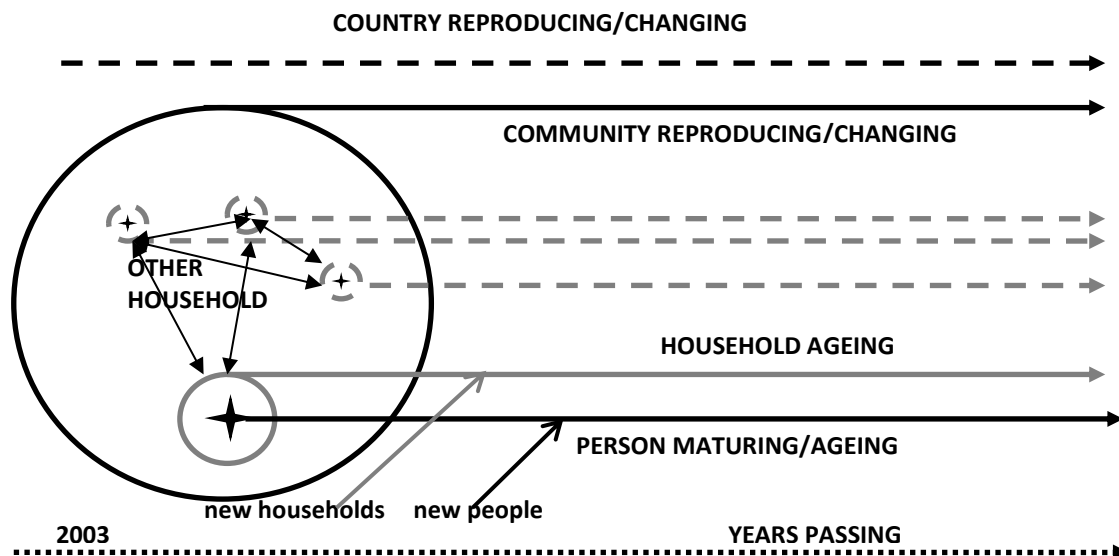 COUNTRY REPRODUCING/CHANGING
COMMUNITY REPRODUCING/CHANGING
OTHER
HOUSEHOLD
HOUSEHOLD AGEING
PERSON MATURING/AGEING
new households
new people
2003
YEARS PASSING